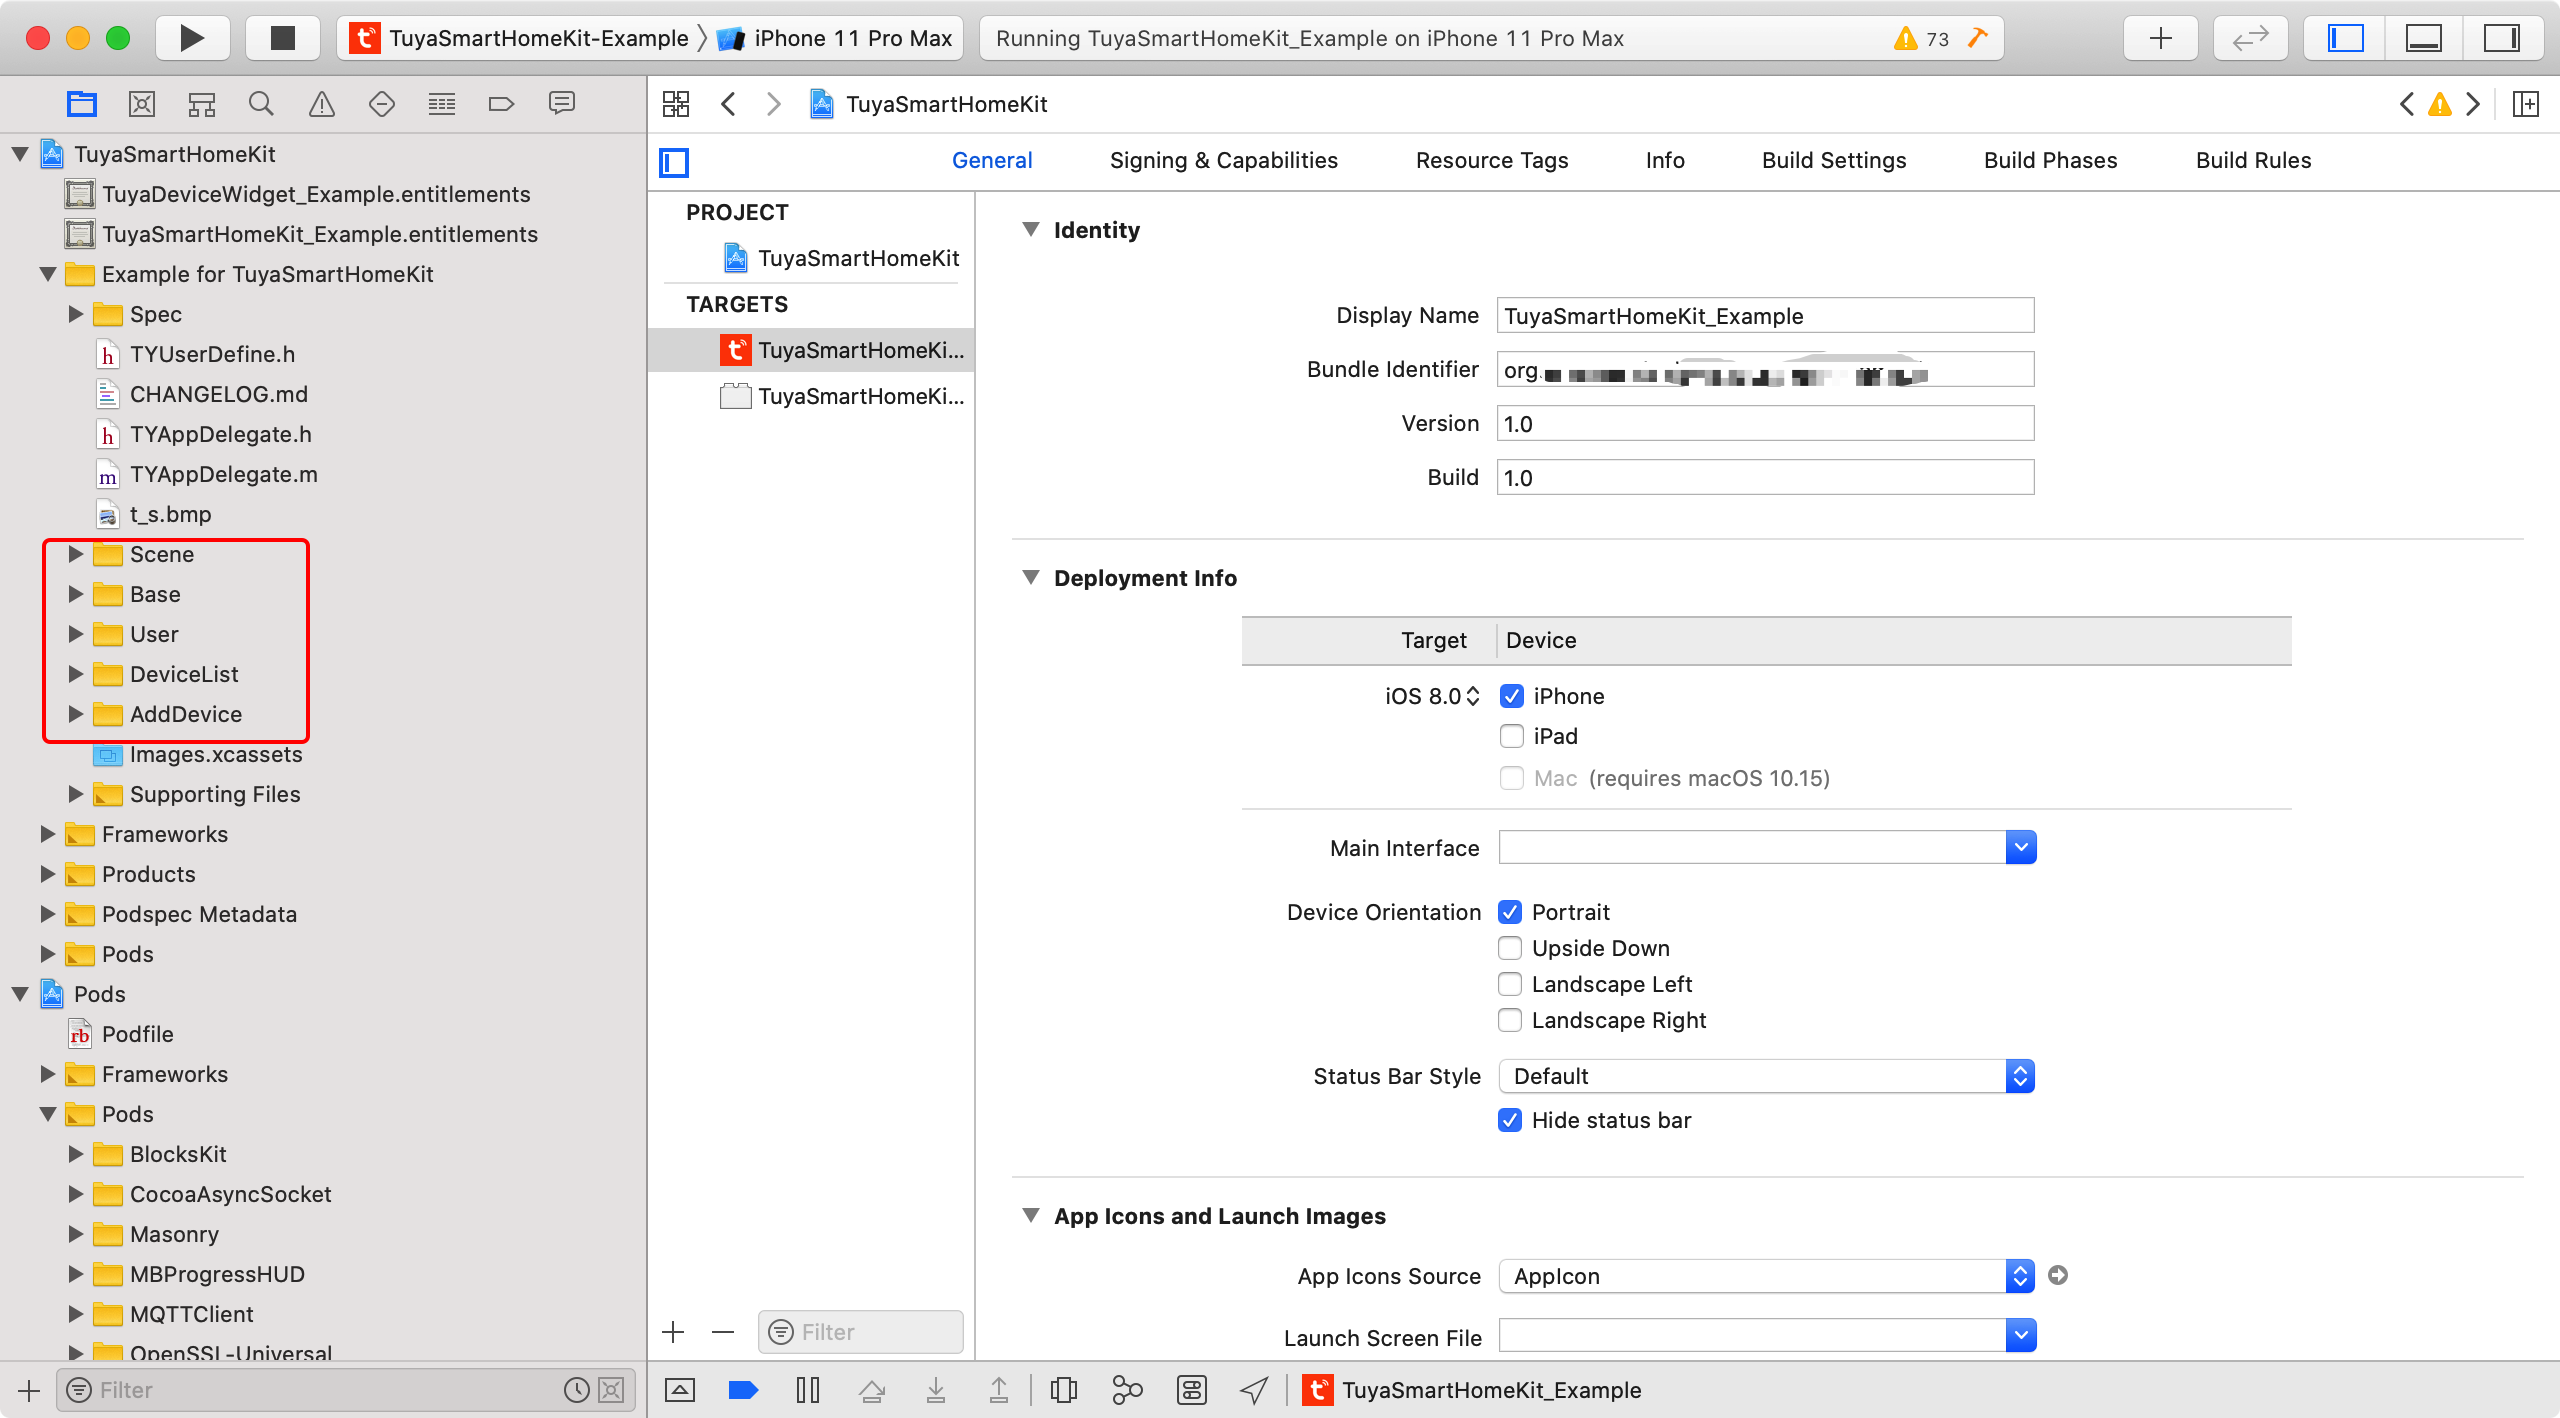 TuyaSmartHomeKit-Example iPhone 11 Pro Max
Running TuyaSmartHomeKit_Example on iPhone 11 Pro Max 73
TuyaSmartHomeKit
TuyaDeviceWidget_Example.entitlements
TuyaSmartHomeKit_Example.entitlements
Example for TuyaSmartHomeKit
Spec
h TYUserDefine.h
CHANGELOG.md
h TYAppDelegate.h
m TYAppDelegate.m
t_s.bmp
Scene
Base
User
DeviceList
AddDevice
Images.xcassets
Supporting Files
Frameworks
Products
Podspec Metadata
Pods
Pods
rb Podfile
Frameworks
Pods
BlocksKit
CocoaAsyncSocket
Masonry
MBProgressHUD
MQTTClient
OpenSSL-Universal
Filter
TuyaSmartHomeKit
General Signing & Capabilities Resource Tags Info Build Settings Build Phases Build Rules
PROJECT
TuyaSmartHomeKit
TARGETS
TuyaSmartHomeKi...
TuyaSmartHomeKi...
Filter
Identity
Display Name TuyaSmartHomeKit_Example
Bundle Identifier org.
Version 1.0
Build 1.0
Deployment Info
Target Device
iOS 8.0 iPhone
iPad
Mac (requires macOS 10.15)
Main Interface
Device Orientation Portrait
Upside Down
Landscape Left
Landscape Right
Status Bar Style Default
Hide status bar
App Icons and Launch Images
App Icons Source AppIcon
Launch Screen File
TuyaSmartHomeKit_Example